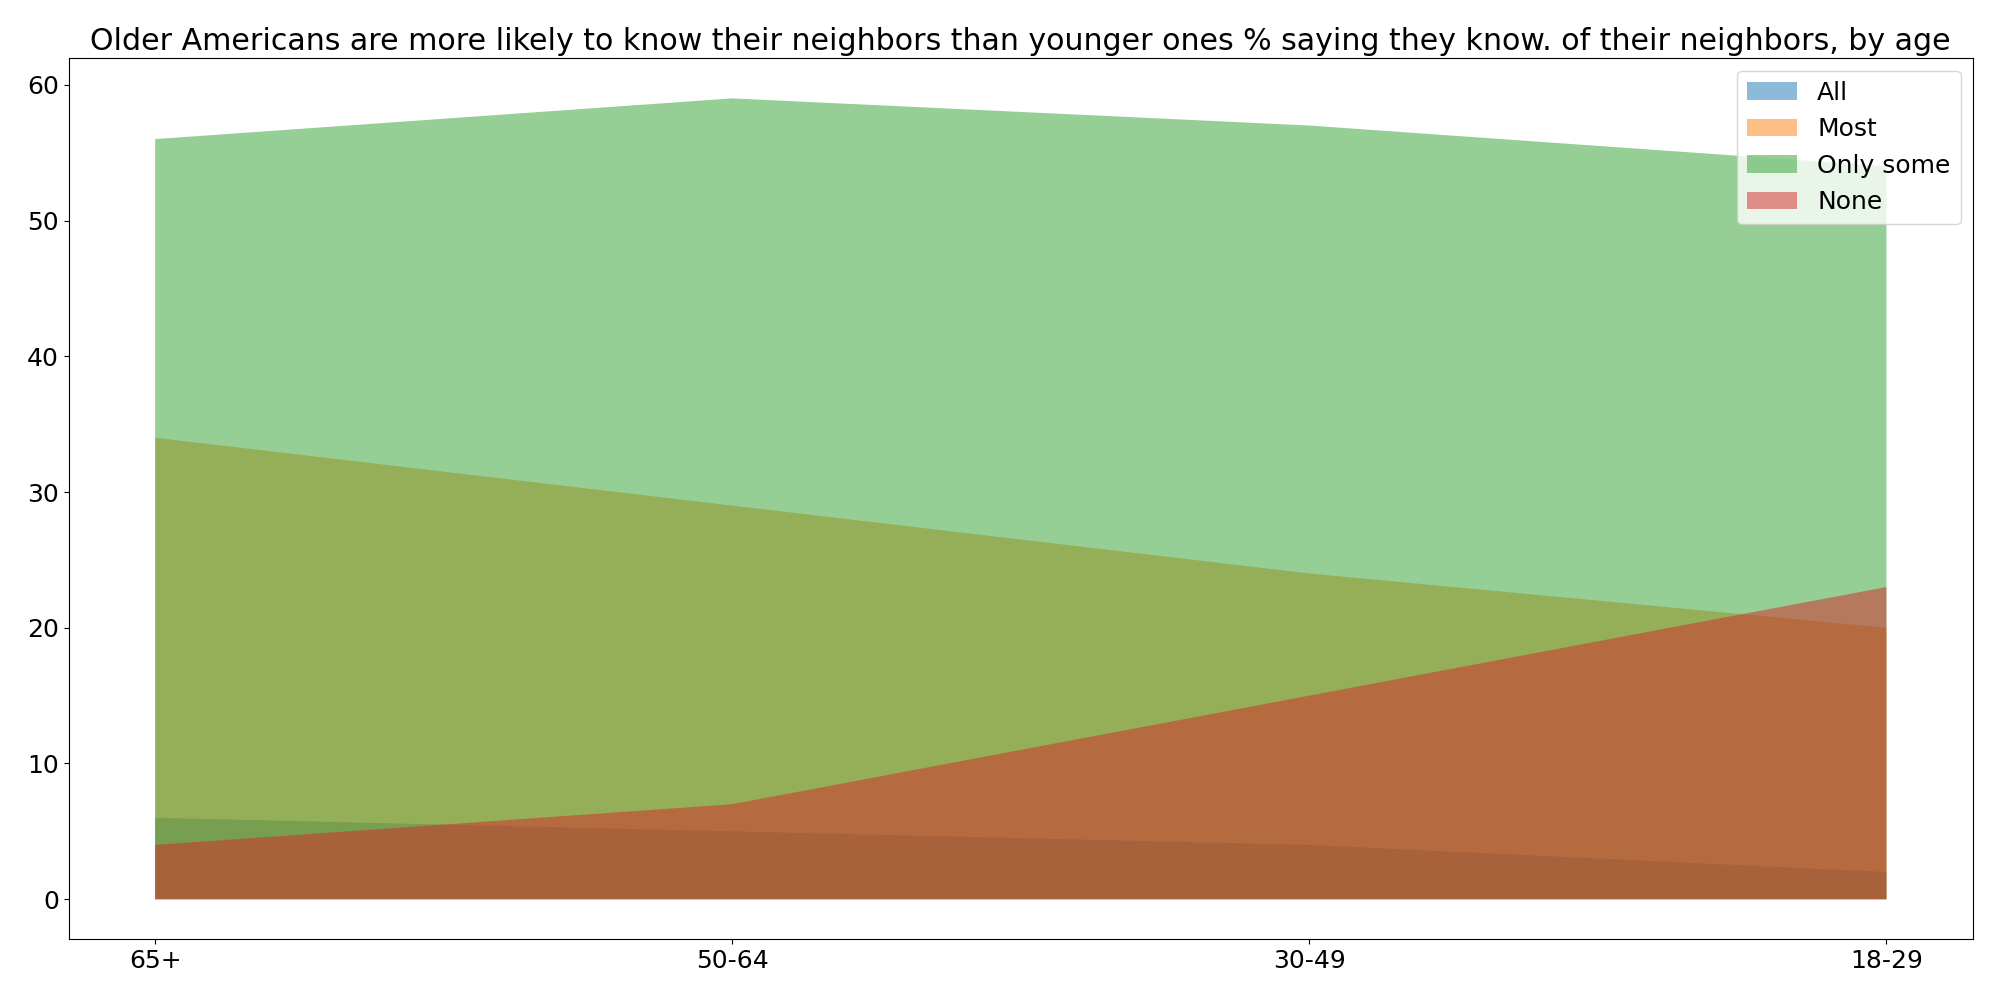 Older Americans are more likely to know their neighbors than younger ones % saying they know. of their neighbors, by age
All
Most
Only some
None
60
50
40
30
20
10
0
65+ 50-64 30-49 18-29